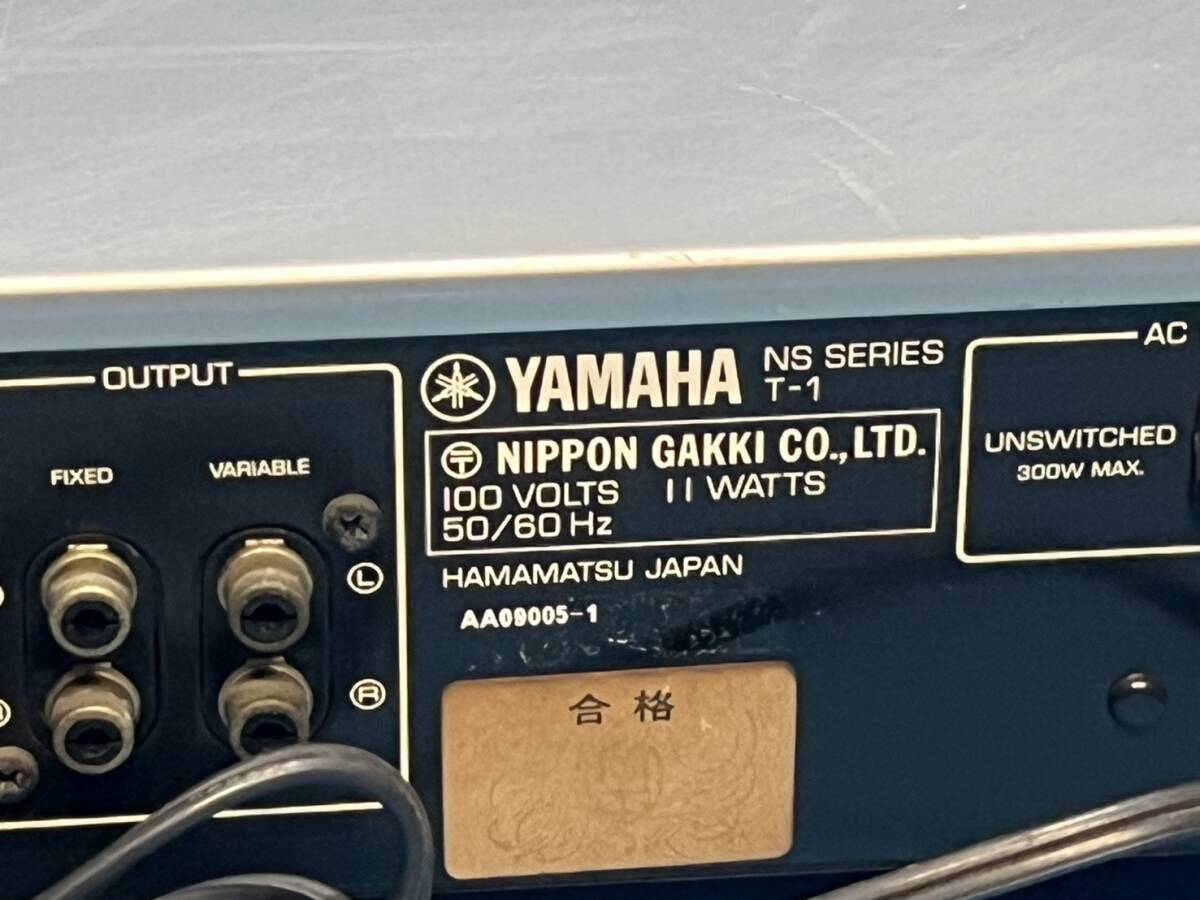 OUTPUT
FIXED
VARIABLE
L
R
YAMAHA
NS SERIES
T-1
〒 NIPPON GAKKI CO.,LTD.
100 VOLTS 11 WATTS
50/60 Hz
HAMAMATSU JAPAN
AA09005-1
合格
AC
UNSWITCHED
300W MAX.